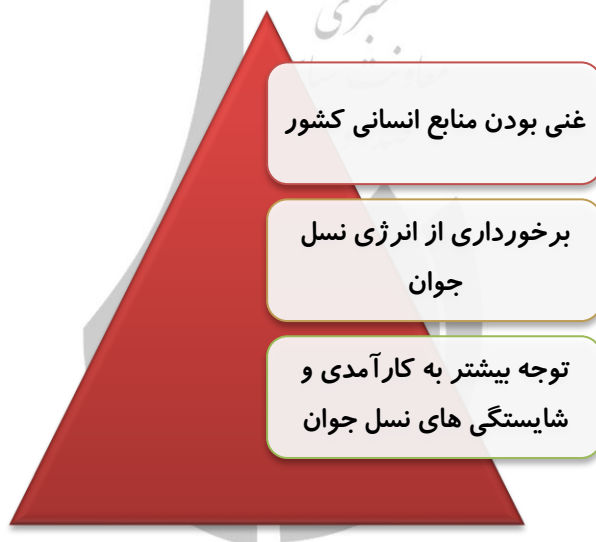 غنی بودن منابع انسانی کشور
برخورداری از انرژی نسل
جوان
توجه بیشتر به کارآمدی و
شایستگی های نسل جوان